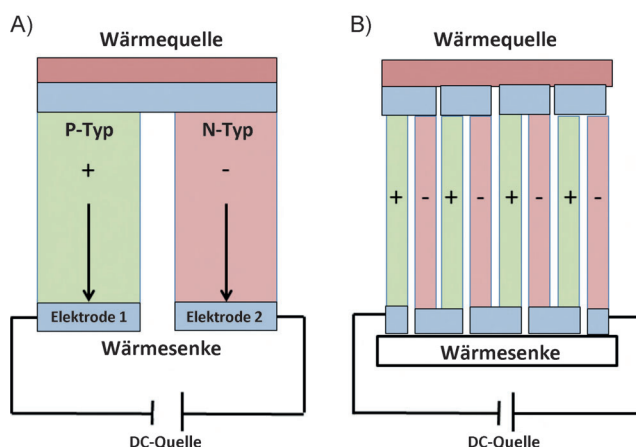 A)
Wärmequelle
P-Typ
N-Typ
+
-
Elektrode 1
Elektrode 2
Wärmesenke
DC-Quelle
B)
Wärmequelle
+ - + - + - + -
Wärmesenke
DC-Quelle